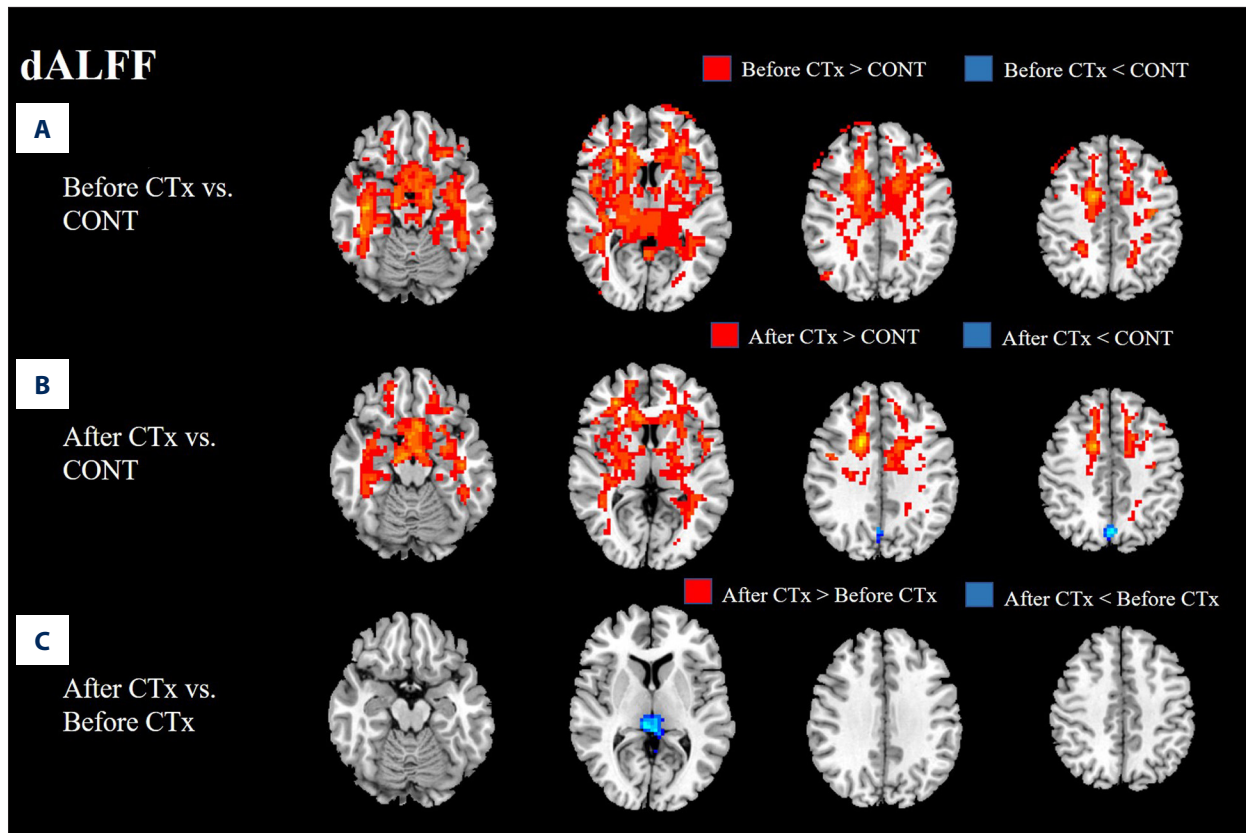 dALFF
Before CTx > CONT
Before CTx < CONT
A
Before CTx vs.
CONT
After CTx > CONT
After CTx < CONT
B
After CTx vs.
CONT
After CTx > Before CTx
After CTx < Before CTx
C
After CTx vs.
Before CTx